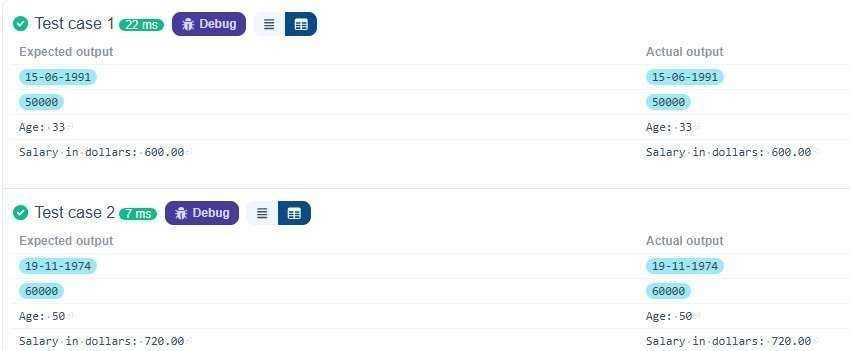 Test case 1 22 ms Debug
Expected output Actual output
15-06-1991 15-06-1991
50000 50000
Age: 33 Age: 33
Salary in dollars: 600.00 Salary in dollars: 600.00
Test case 2 7 ms Debug
Expected output Actual output
19-11-1974 19-11-1974
60000 60000
Age: 50 Age: 50
Salary in dollars: 720.00 Salary in dollars: 720.00